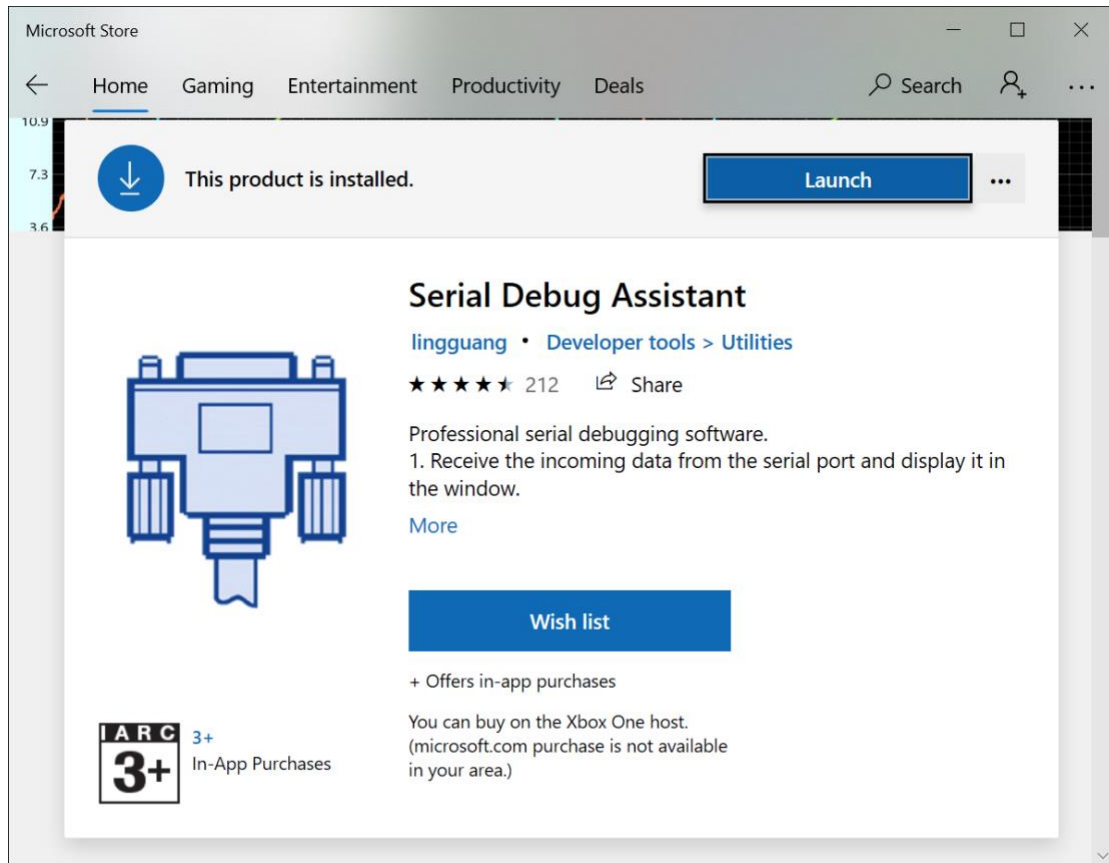 Microsoft Store
Home Gaming Entertainment Productivity Deals Search
10.9
7.3
3.6
This product is installed.
Launch
Serial Debug Assistant
lingguang • Developer tools > Utilities
212 Share
Professional serial debugging software.
1. Receive the incoming data from the serial port and display it in
the window.
More
Wish list
+ Offers in-app purchases
You can buy on the Xbox One host.
(microsoft.com purchase is not available
in your area.)
IARC
3+
3+
In-App Purchases